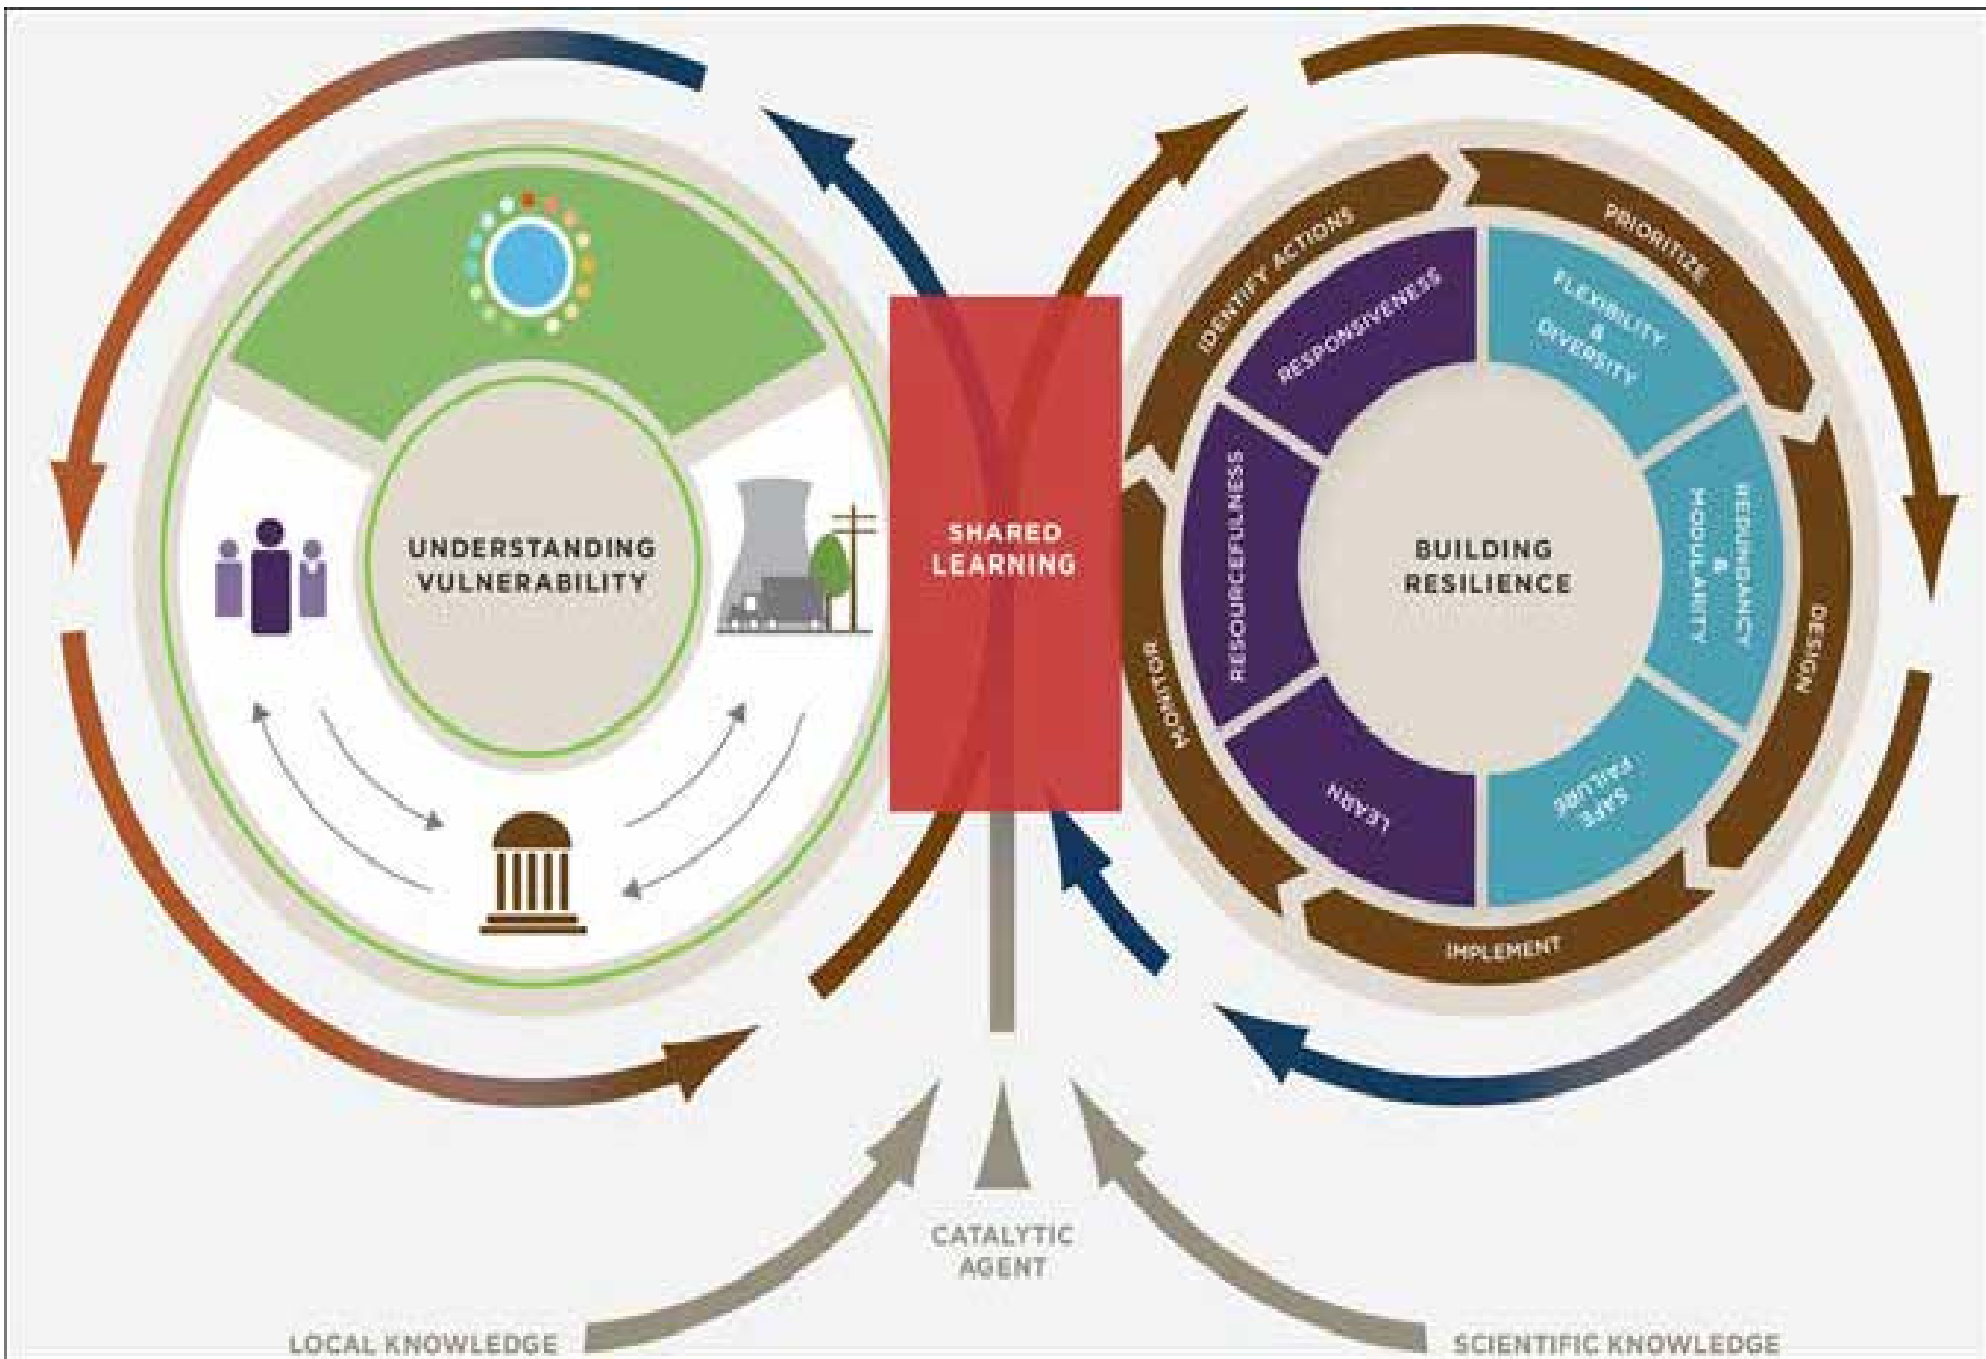 UNDERSTANDING
VULNERABILITY
SHARED
LEARNING
BUILDING
RESILIENCE
IDENTIFY ACTIONS
PRIORITIZE
DESIGN
IMPLEMENT
MONITOR
RESPONSIVENESS
FLEXIBILITY
&
DIVERSITY
REDUNDANCY
&
MODULARITY
SAFE
FAILURE
LEARN
RESOURCEFULNESS
CATALYTIC
AGENT
LOCAL KNOWLEDGE
SCIENTIFIC KNOWLEDGE